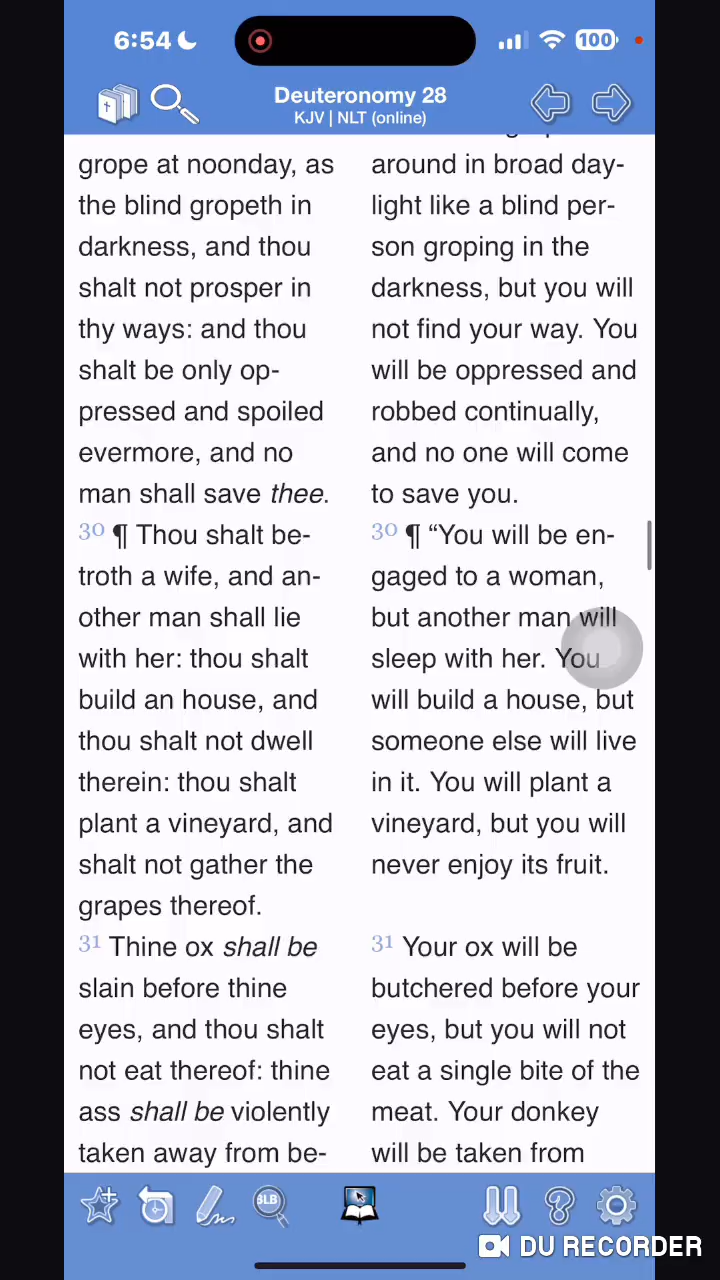 6:54
100
Deuteronomy 28
KJV | NLT (online)
grope at noonday, as
the blind gropeth in
darkness, and thou
shalt not prosper in
thy ways: and thou
shalt be only op-
pressed and spoiled
evermore, and no
man shall save thee.
30 ¶ Thou shalt be-
troth a wife, and an-
other man shall lie
with her: thou shalt
build an house, and
thou shalt not dwell
therein: thou shalt
plant a vineyard, and
shalt not gather the
grapes thereof.
31 Thine ox shall be
slain before thine
eyes, and thou shalt
not eat thereof: thine
ass shall be violently
taken away from be-
around in broad day-
light like a blind per-
son groping in the
darkness, but you will
not find your way. You
will be oppressed and
robbed continually,
and no one will come
to save you.
30 ¶ “You will be en-
gaged to a woman,
but another man will
sleep with her. You
will build a house, but
someone else will live
in it. You will plant a
vineyard, but you will
never enjoy its fruit.
31 Your ox will be
butchered before your
eyes, but you will not
eat a single bite of the
meat. Your donkey
will be taken from
BLB
DU RECORDER